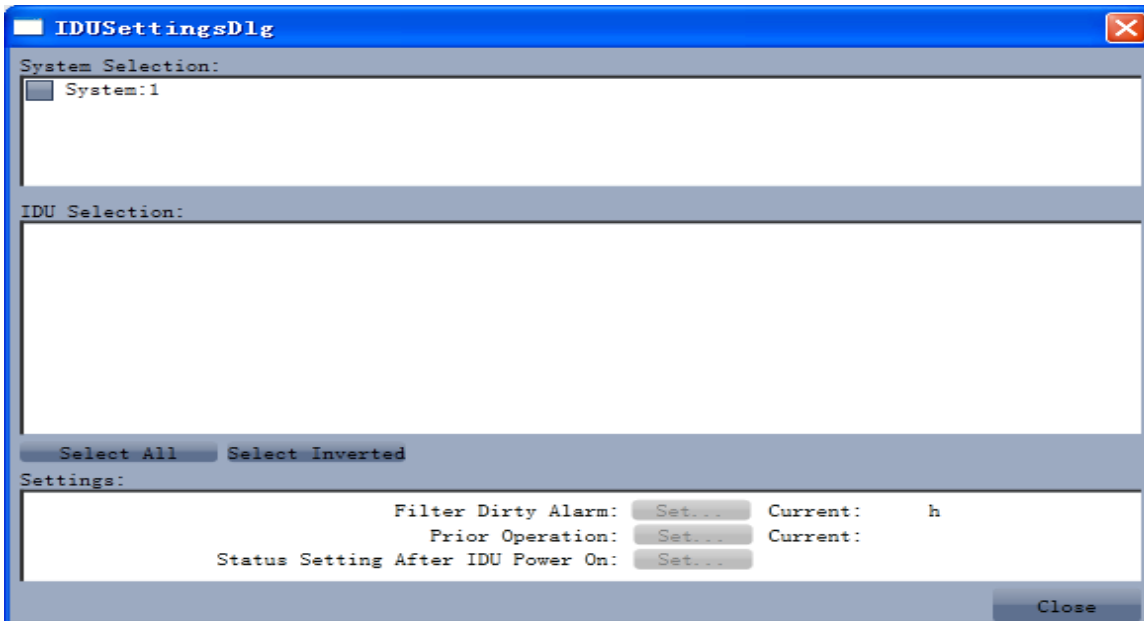 IDUSettingsDlg
System Selection:
System:1
IDU Selection:
Select All Select Inverted
Settings:
Filter Dirty Alarm: Set... Current: h
Prior Operation: Set... Current:
Status Setting After IDU Power On: Set...
Close